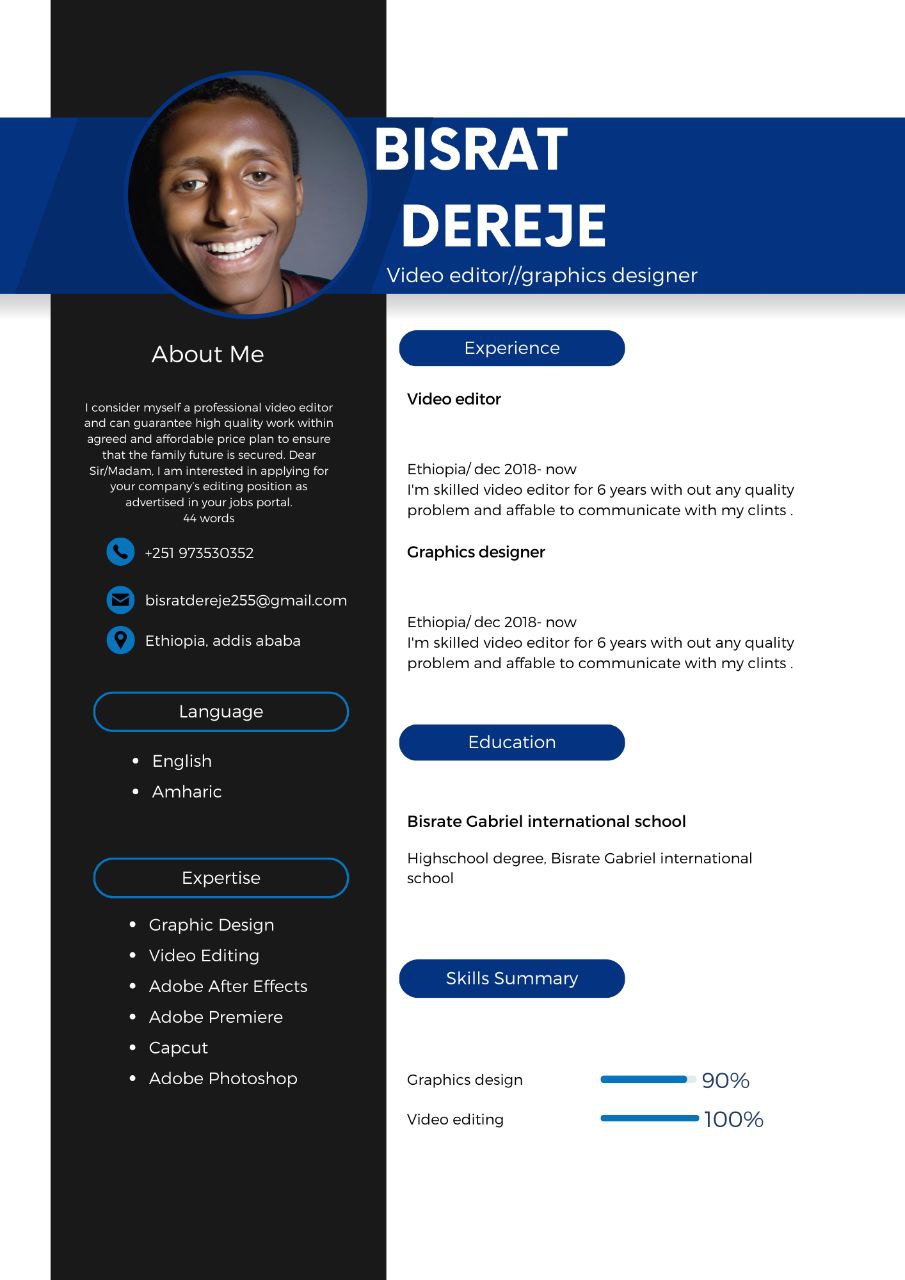 BISRAT
DEREJE
Video editor//graphics designer
About Me
I consider myself a professional video editor
and can guarantee high quality work within
agreed and affordable price plan to ensure
that the family future is secured. Dear
Sir/Madam, I am interested in applying for
your company's editing position as
advertised in your jobs portal.
44 words
+251 973530352
bisratdereje255@gmail.com
Ethiopia, addis ababa
Language
English
Amharic
Expertise
Graphic Design
Video Editing
Adobe After Effects
Adobe Premiere
Capcut
Adobe Photoshop
Experience
Video editor
Ethiopia/ dec 2018- now
I'm skilled video editor for 6 years with out any quality
problem and affable to communicate with my clints .
Graphics designer
Ethiopia/ dec 2018- now
I'm skilled video editor for 6 years with out any quality
problem and affable to communicate with my clints .
Education
Bisrate Gabriel international school
Highschool degree, Bisrate Gabriel international
school
Skills Summary
Graphics design 90%
Video editing 100%